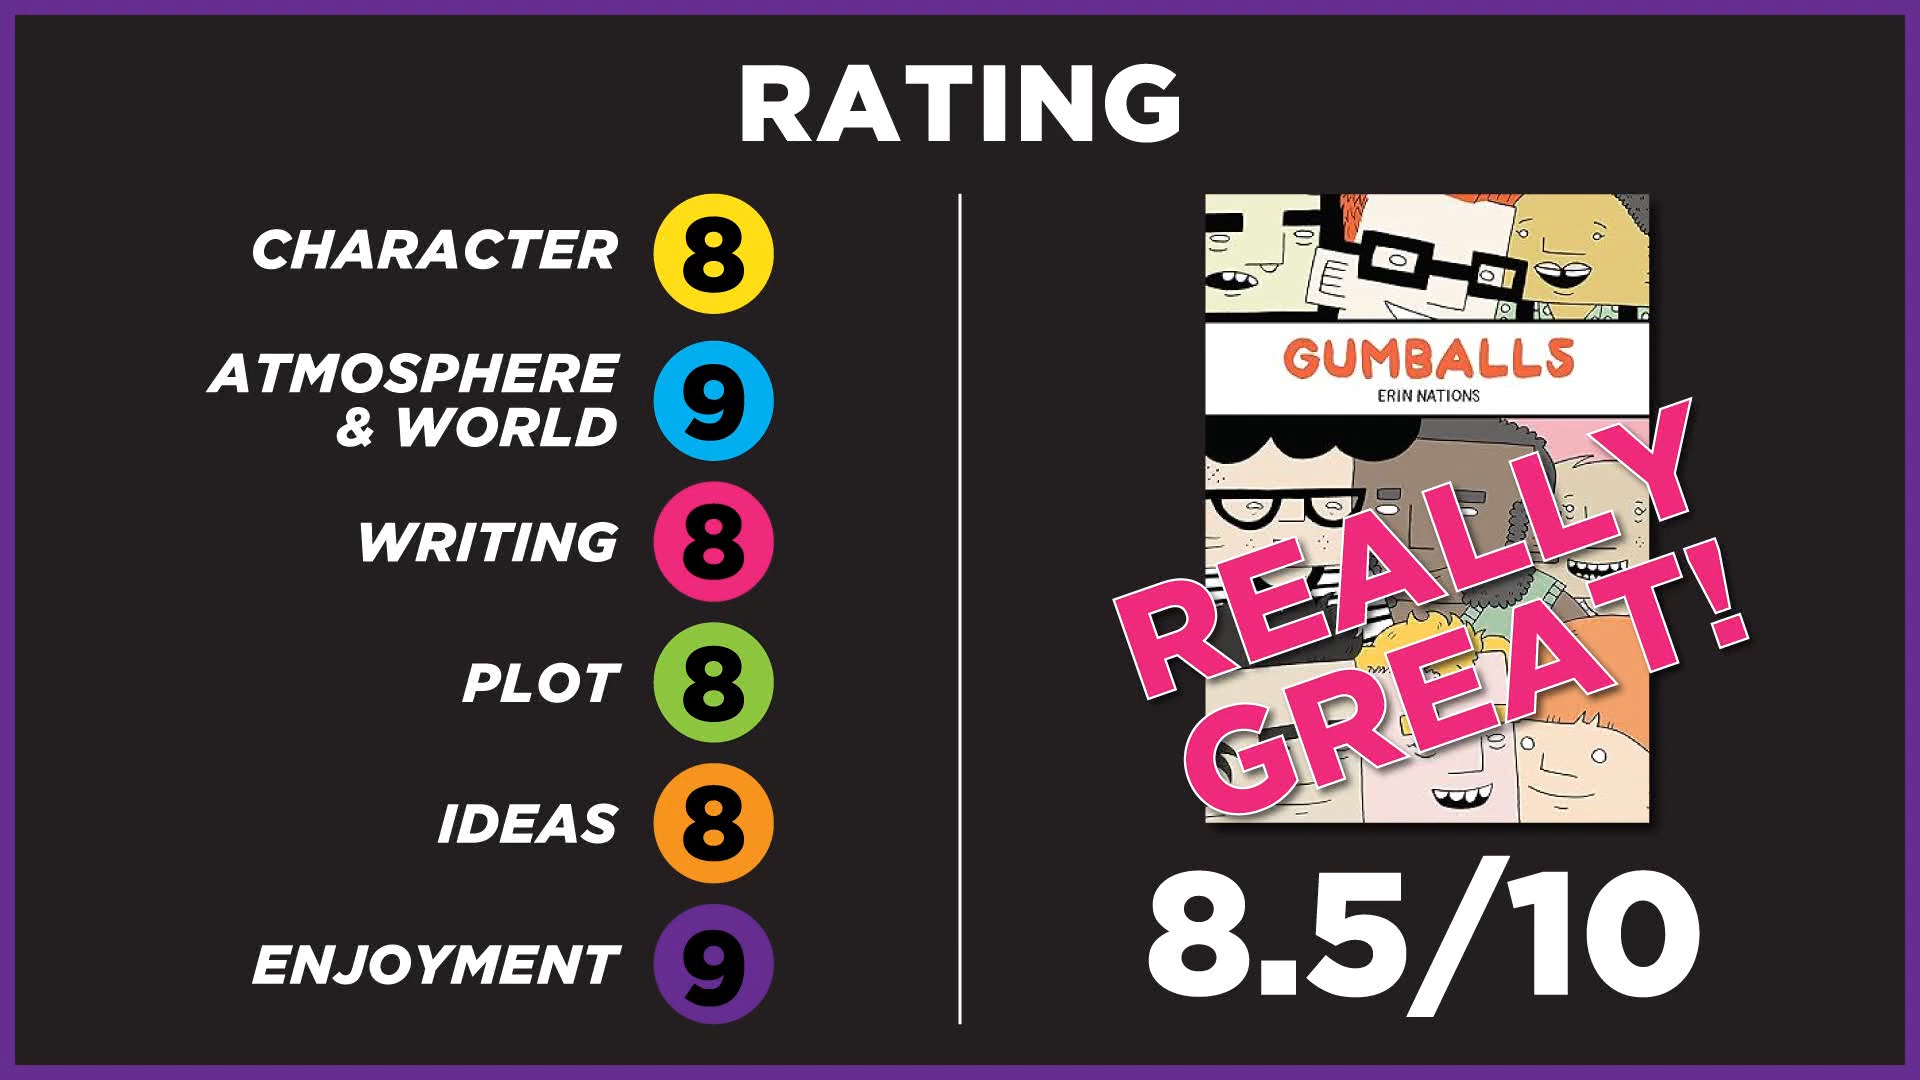 RATING
CHARACTER 8
ATMOSPHERE
& WORLD 9
WRITING 8
PLOT 8
IDEAS 8
ENJOYMENT 9
GUMBALLS
ERIN NATIONS
REALLY
GREAT!
8.5/10